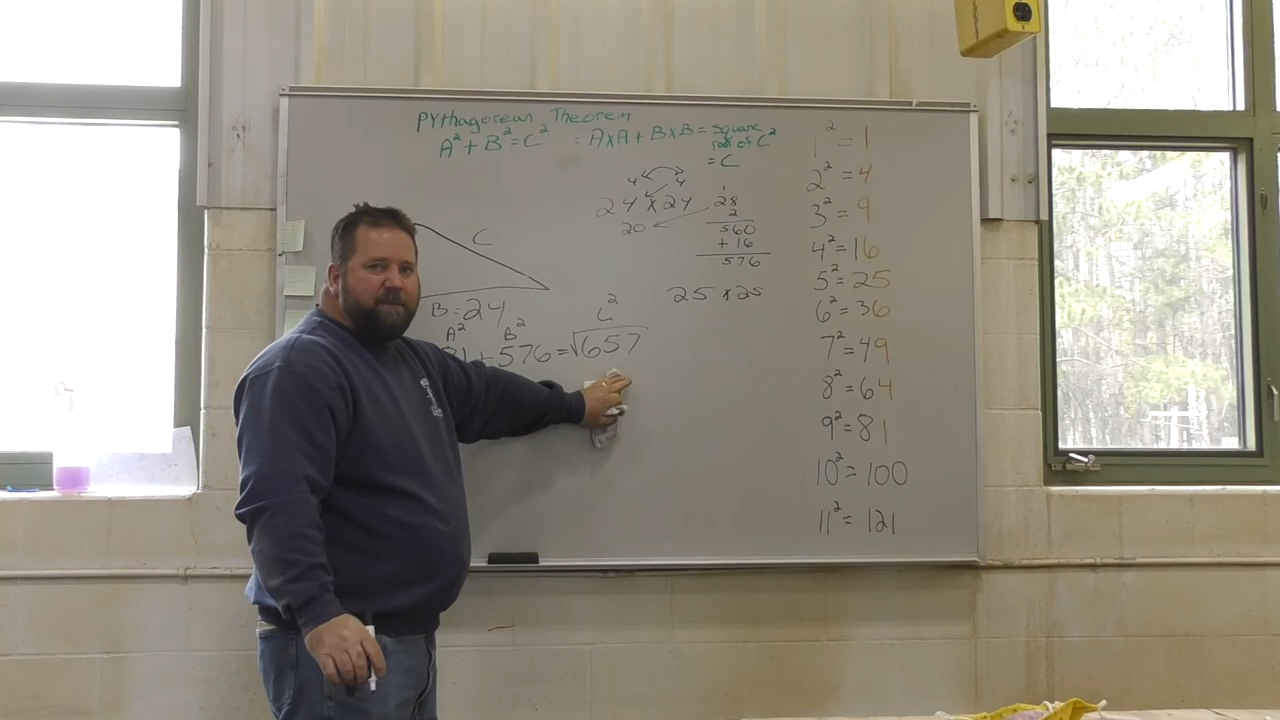 Pythagorean Theorem
A² + B² = C² = A x A + B x B = square root of C²
= C
4 4
24 x 24
20
1
28
2
560
+ 16
576
25 x 25
C
B = 24
A² B² C²
81 + 576 = √657
1² = 1
2² = 4
3² = 9
4² = 16
5² = 25
6² = 36
7² = 49
8² = 64
9² = 81
10² = 100
11² = 121